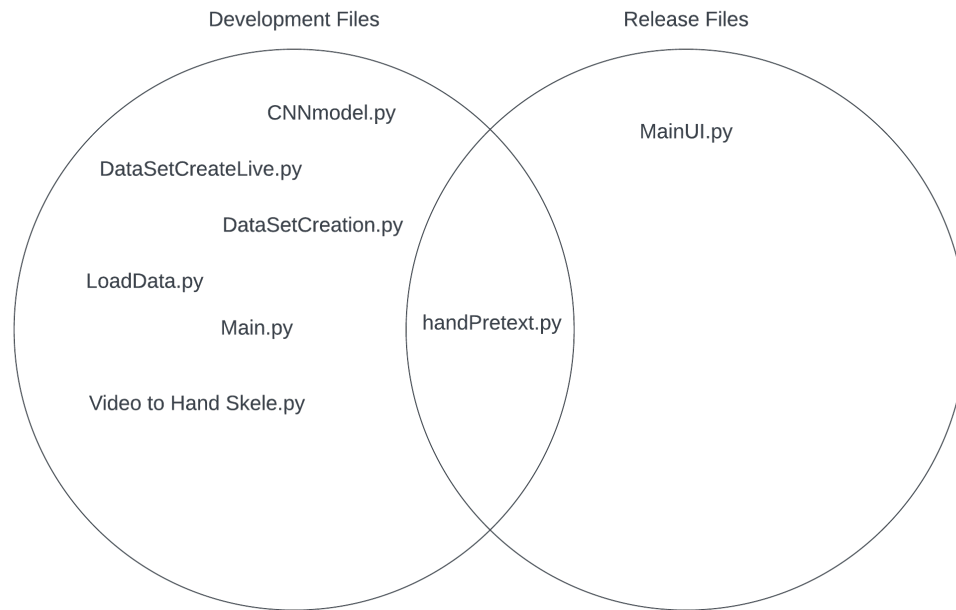 Development Files
Release Files
CNNmodel.py
MainUI.py
DataSetCreateLive.py
DataSetCreation.py
LoadData.py
handPretext.py
Main.py
Video to Hand Skele.py